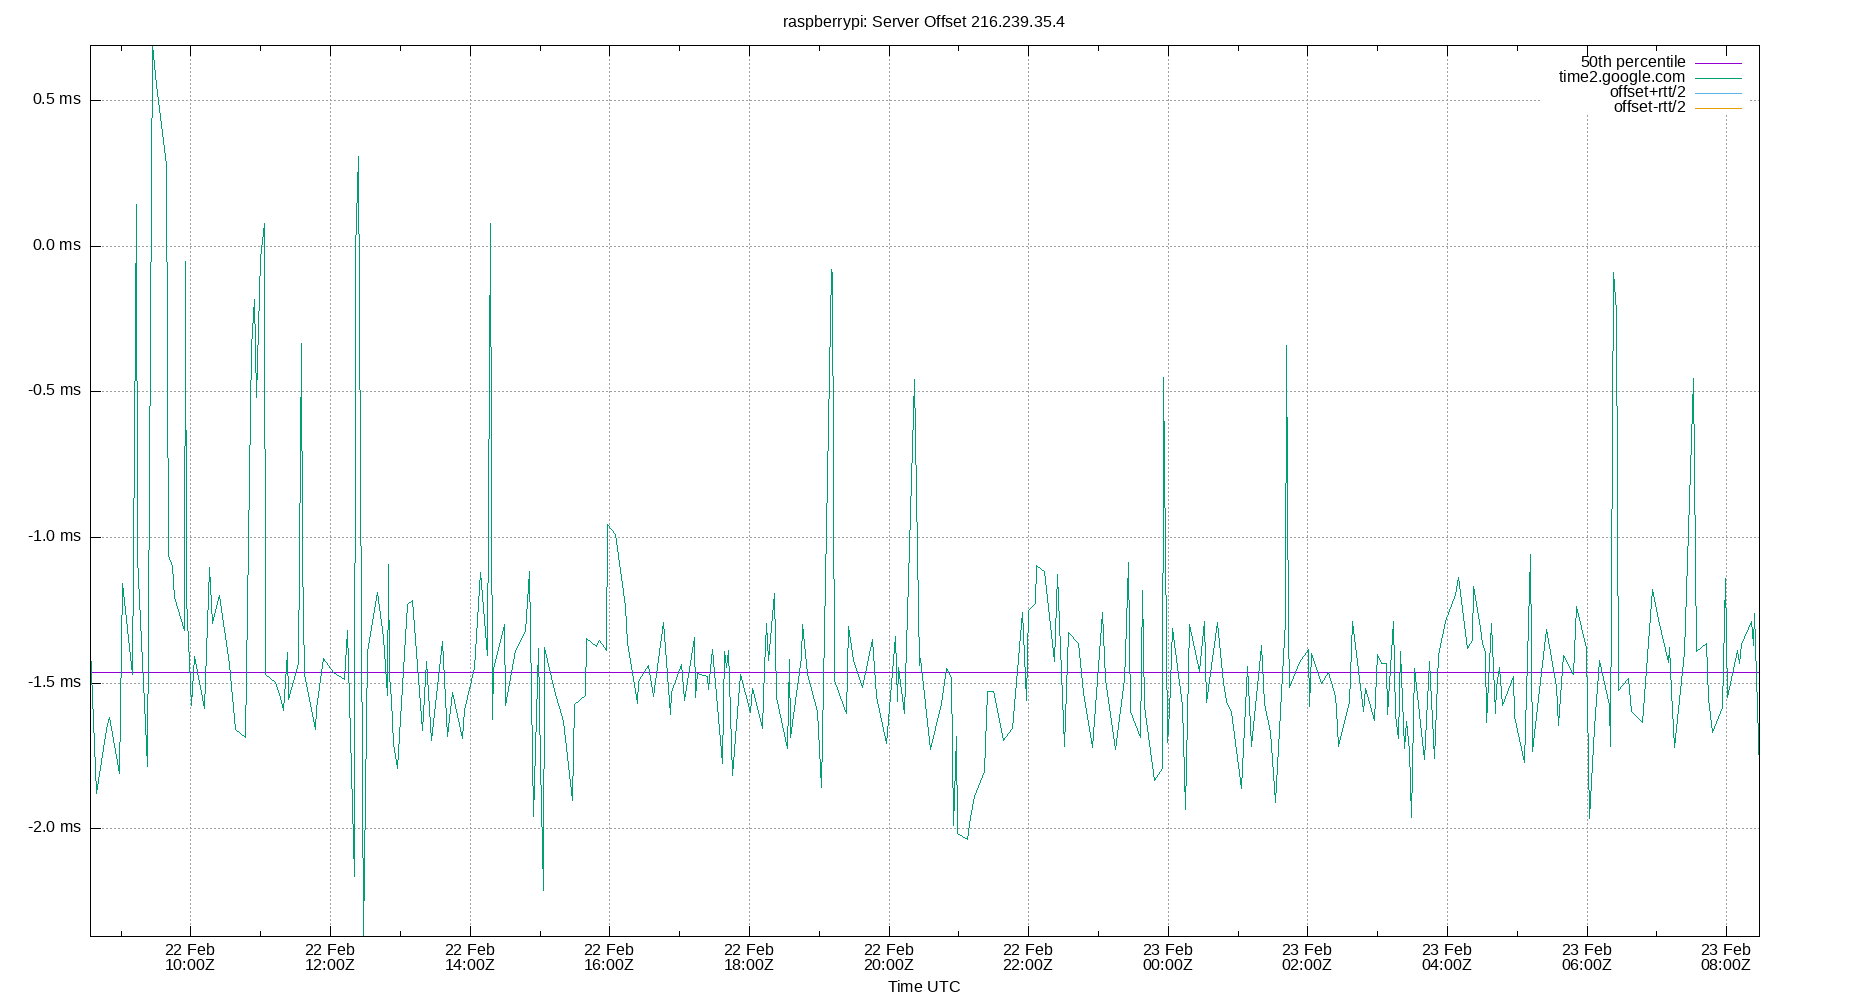 raspberrypi: Server Offset 216.239.35.4
50th percentile
time2.google.com
offset+rtt/2
offset-rtt/2
0.5 ms
0.0 ms
-0.5 ms
-1.0 ms
-1.5 ms
-2.0 ms
22 Feb 22 Feb 22 Feb 22 Feb 22 Feb 22 Feb 22 Feb 23 Feb 23 Feb 23 Feb 23 Feb 23 Feb
10:00Z 12:00Z 14:00Z 16:00Z 18:00Z 20:00Z 22:00Z 00:00Z 02:00Z 04:00Z 06:00Z 08:00Z
Time UTC